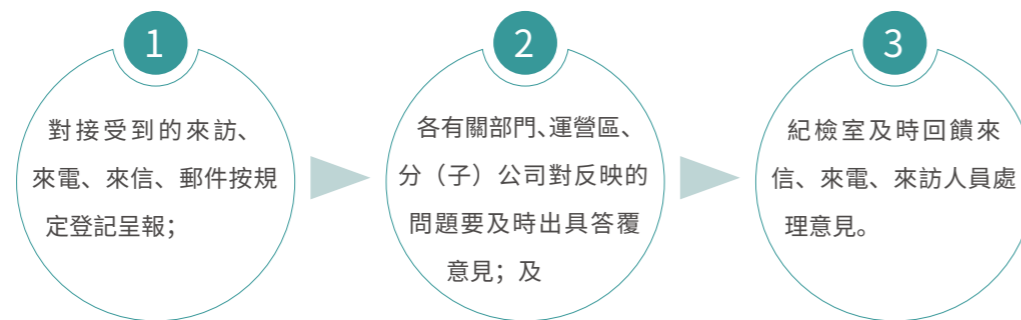 1
對接受到的來訪、
來電、來信、郵件按規
定登記呈報；
2
各有關部門、運營區、
分（子）公司對反映的
問題要及時出具答覆
意見；及
3
紀檢室及時回饋來
信、來電、來訪人員處
理意見。